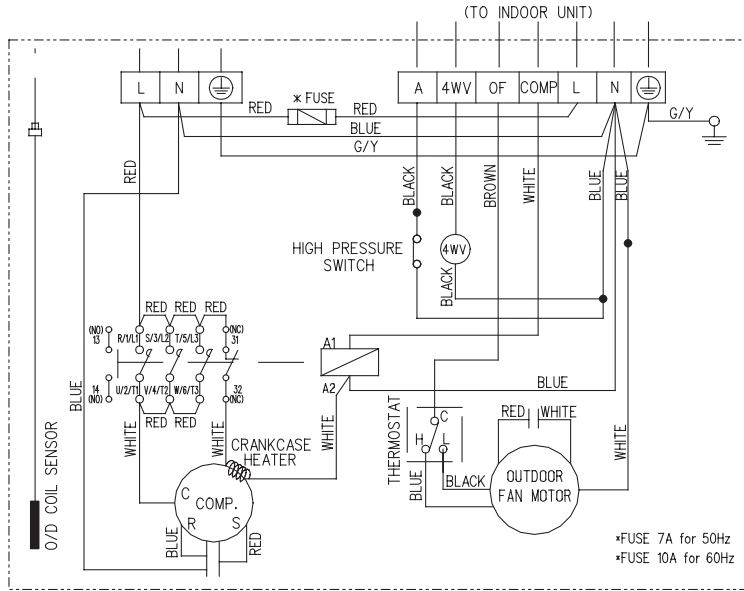 (TO INDOOR UNIT)
L N
A 4WV OF COMP L N
RED * FUSE RED
BLUE
G/Y
G/Y
RED
BLACK
BLACK
BROWN
WHITE
BLUE
BLUE
HIGH PRESSURE
SWITCH
4WV
BLACK
RED RED RED
(NO)
13
R/1/L1 S/3/L2 T/5/L3
(NC)
31
14
(NO)
U/2/T1 V/4/T2 W/6/T3
32
(NC)
RED RED
A1
A2
BLUE
BLUE
WHITE
WHITE
WHITE
CRANKCASE
HEATER
COMP.
C
R S
BLUE
RED
THERMOSTAT
C
H L
BLUE
BLACK
RED WHITE
OUTDOOR
FAN MOTOR
WHITE
O/D COIL SENSOR
*FUSE 7A for 50Hz
*FUSE 10A for 60Hz